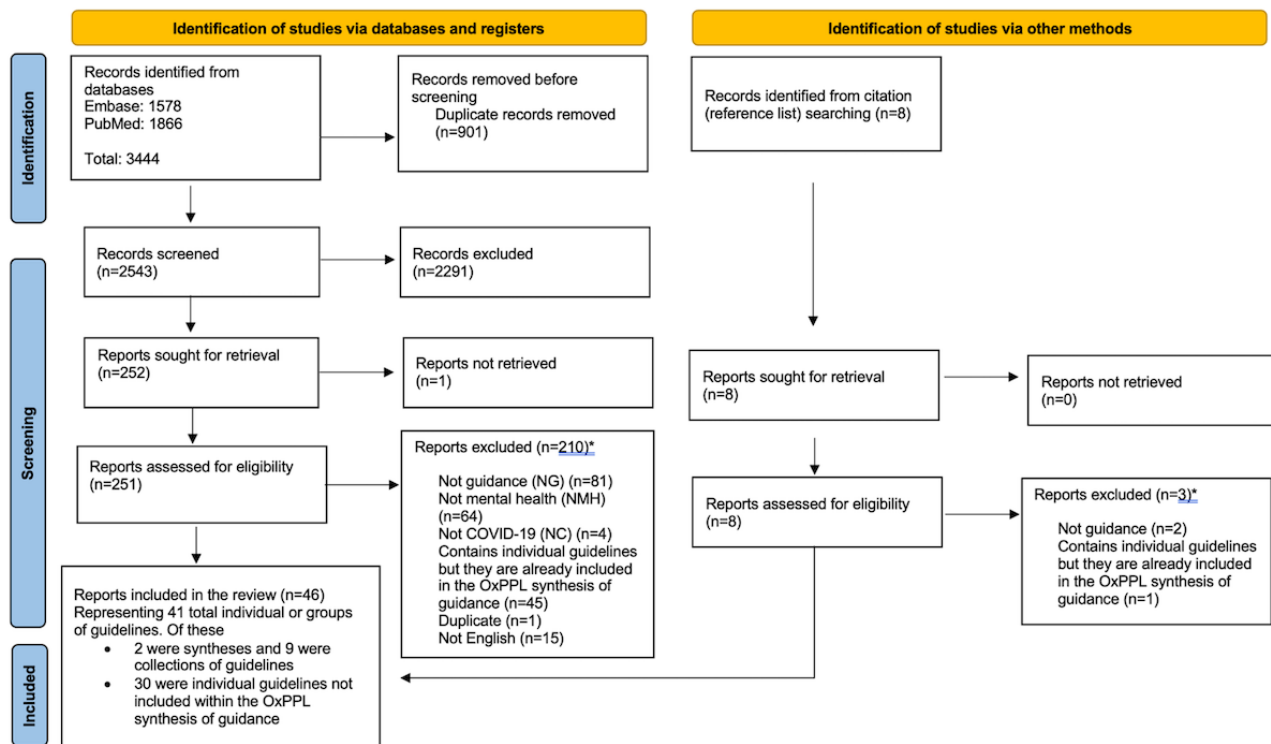 Identification of studies via databases and registers
Identification of studies via other methods
Identification
Records identified from
databases
Embase: 1578
PubMed: 1866
Total: 3444
Records removed before
screening
Duplicate records removed
(n=901)
Records identified from citation
(reference list) searching (n=8)
Screening
Records screened
(n=2543)
Records excluded
(n=2291)
Reports sought for retrieval
(n=252)
Reports not retrieved
(n=1)
Reports sought for retrieval
(n=8)
Reports not retrieved
(n=0)
Reports assessed for eligibility
(n=251)
Reports excluded (n=210)*
Not guidance (NG) (n=81)
Not mental health (NMH)
(n=64)
Not COVID-19 (NC) (n=4)
Contains individual guidelines
but they are already included
in the OxPPL synthesis of
guidance (n=45)
Duplicate (n=1)
Not English (n=15)
Reports assessed for eligibility
(n=8)
Reports excluded (n=3)*
Not guidance (n=2)
Contains individual guidelines
but they are already included
in the OxPPL synthesis of
guidance (n=1)
Included
Reports included in the review (n=46)
Representing 41 total individual or groups
of guidelines. Of these
• 2 were syntheses and 9 were
collections of guidelines
• 30 were individual guidelines not
included within the OxPPL
synthesis of guidance